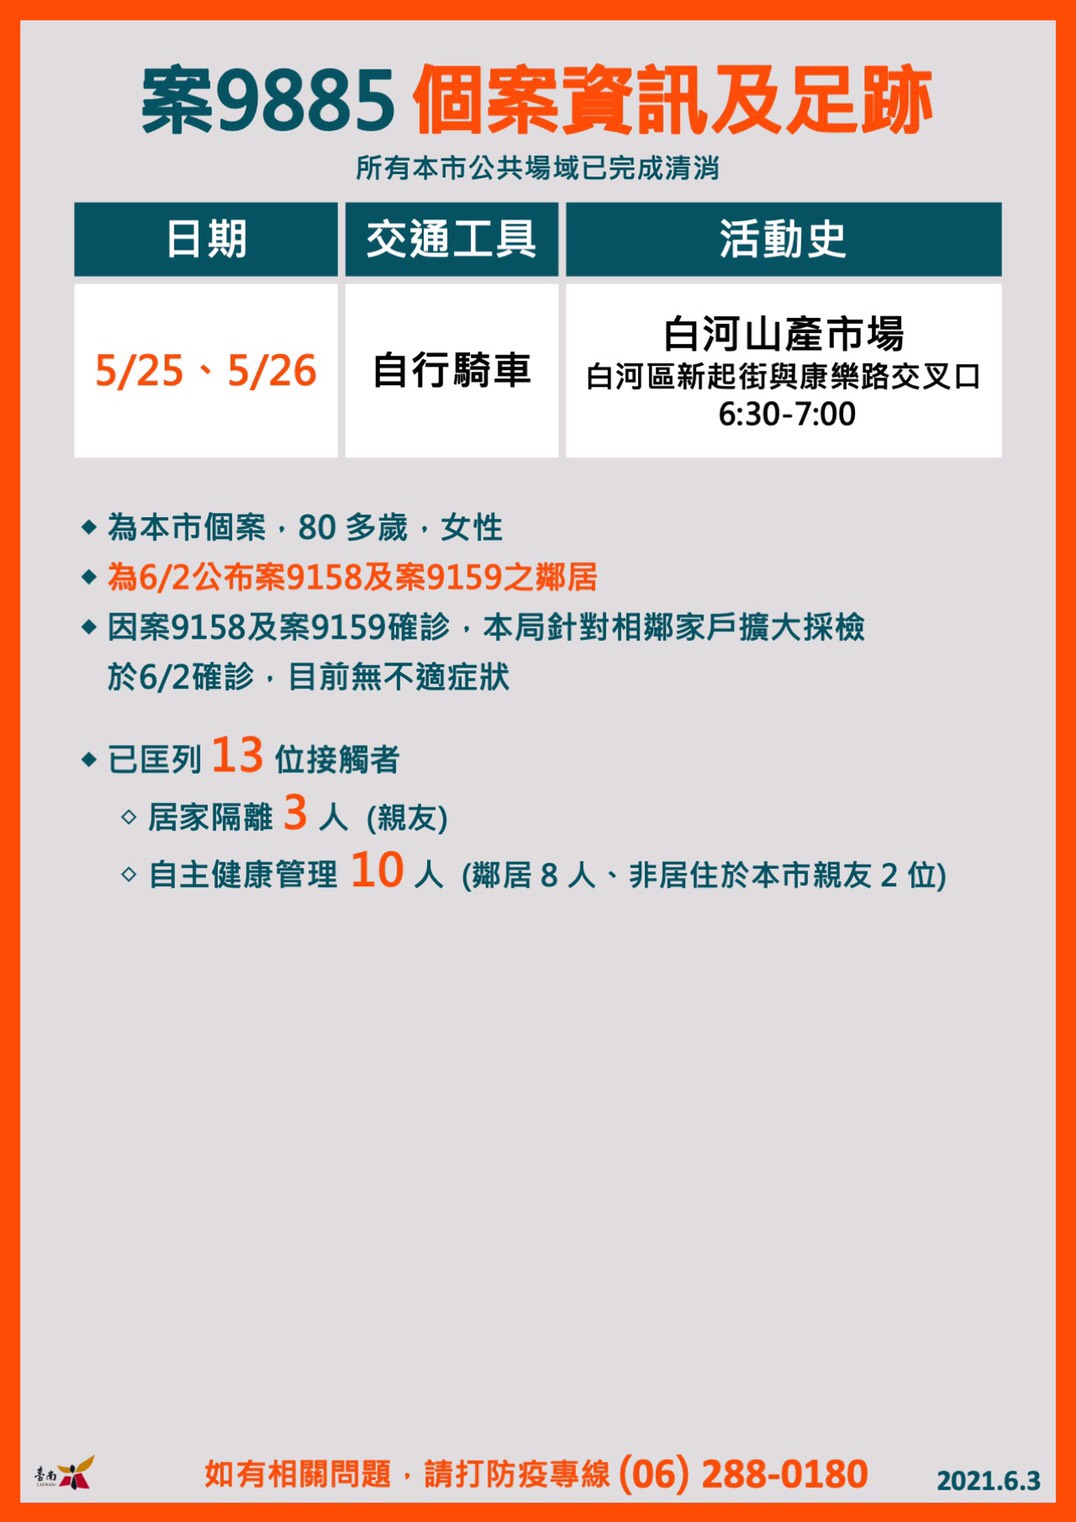 案9885 個案資訊及足跡
所有本市公共場域已完成清消
日期 交通工具 活動史
5/25、5/26 自行騎車 白河山產市場
白河區新起街與康樂路交叉口
6:30-7:00
◆ 為本市個案，80 多歲，女性
◆ 為6/2公布案9158及案9159之鄰居
◆ 因案9158及案9159確診，本局針對相鄰家戶擴大採檢
於6/2確診，目前無不適症狀
◆ 已匡列 13 位接觸者
◇ 居家隔離 3 人 (親友)
◇ 自主健康管理 10 人 (鄰居 8 人、非居住於本市親友 2 位)
臺南
TAINAN
如有相關問題，請打防疫專線 (06) 288-0180
2021.6.3